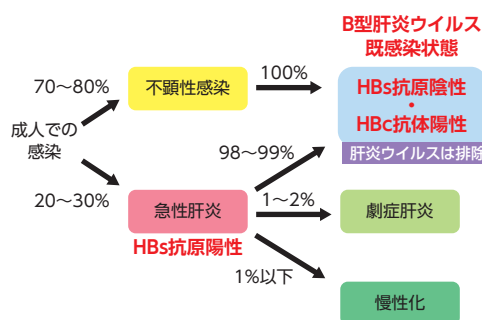 B型肝炎ウイルス
既感染状態
70〜80%
不顕性感染
100%
HBs抗原陰性
・
HBc抗体陽性
肝炎ウイルスは排除
成人での
感染
98〜99%
20〜30%
急性肝炎
HBs抗原陽性
1〜2%
劇症肝炎
1%以下
慢性化